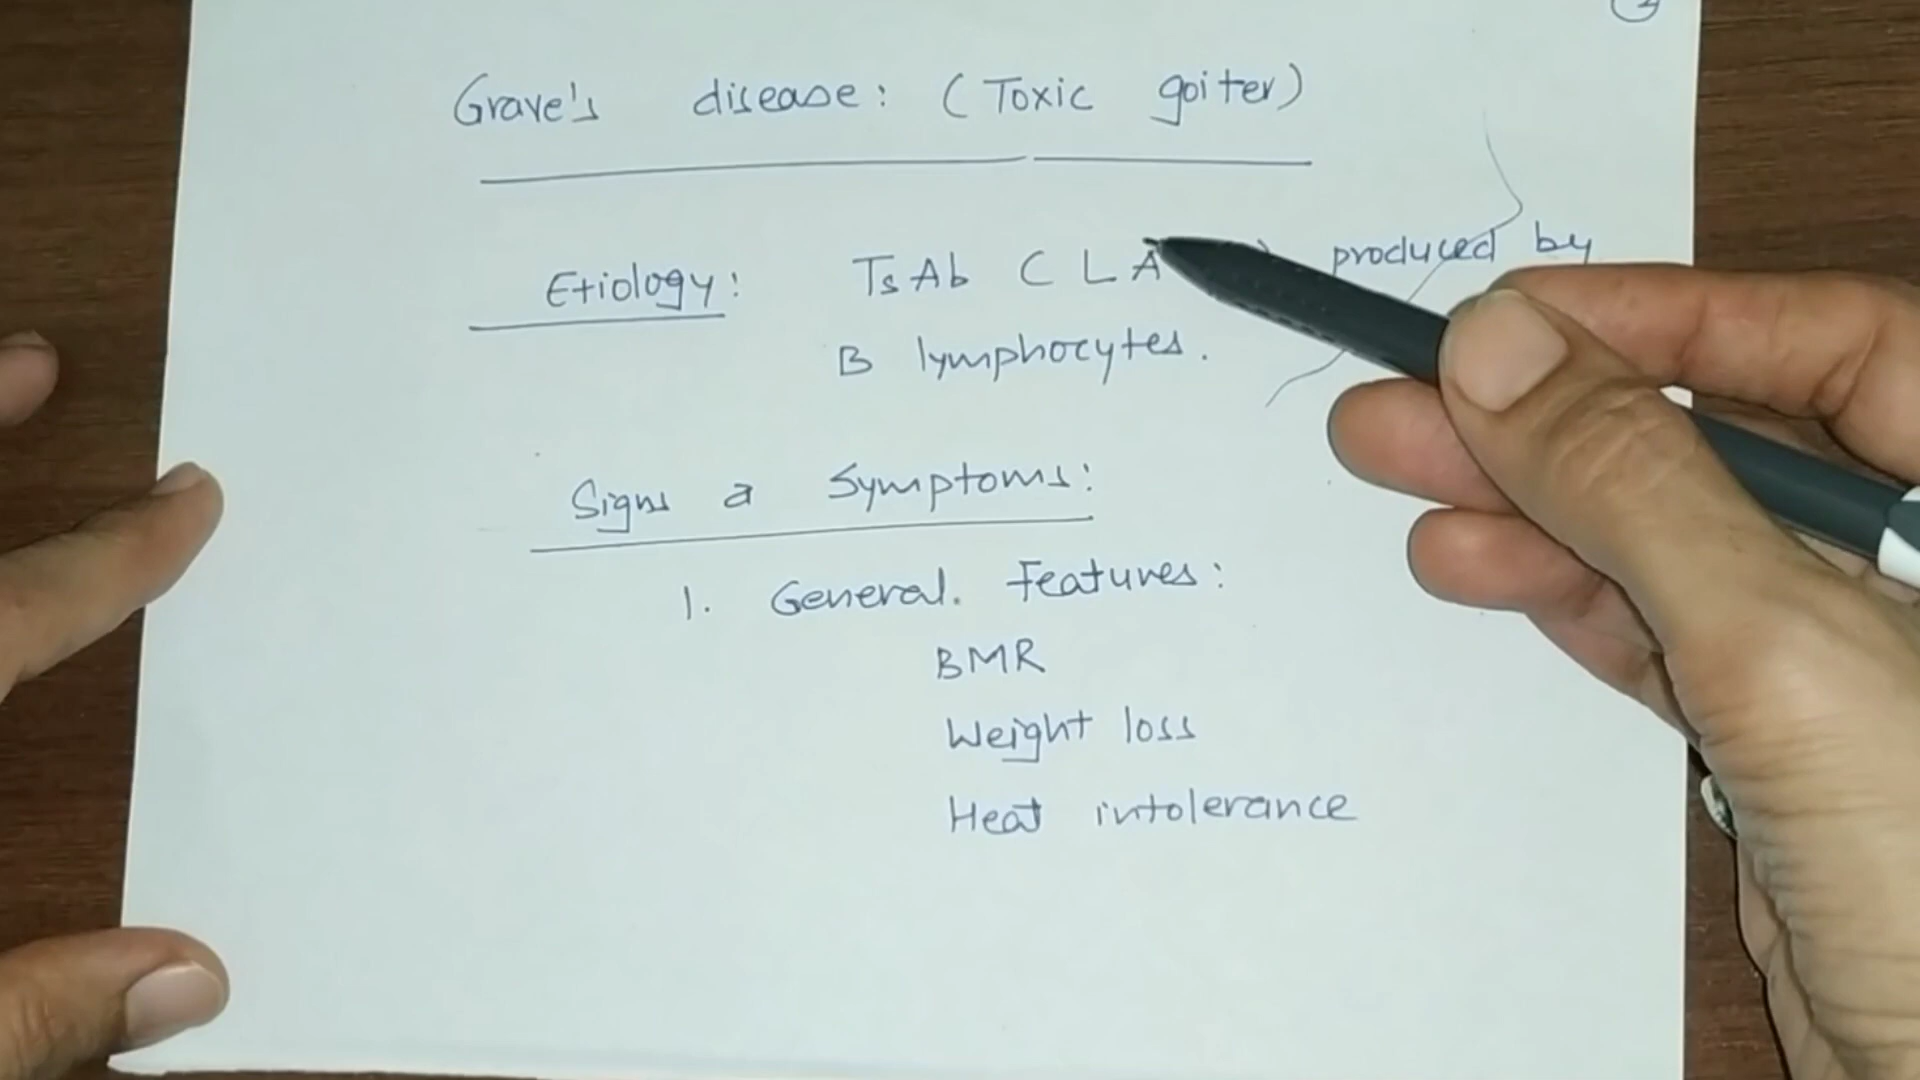 Grave's disease: (Toxic goiter)
Etiology: TsAb C L A produced by
B lymphocytes.
Signs a Symptoms:
1. General. Features:
BMR
Weight loss
Heat intolerance